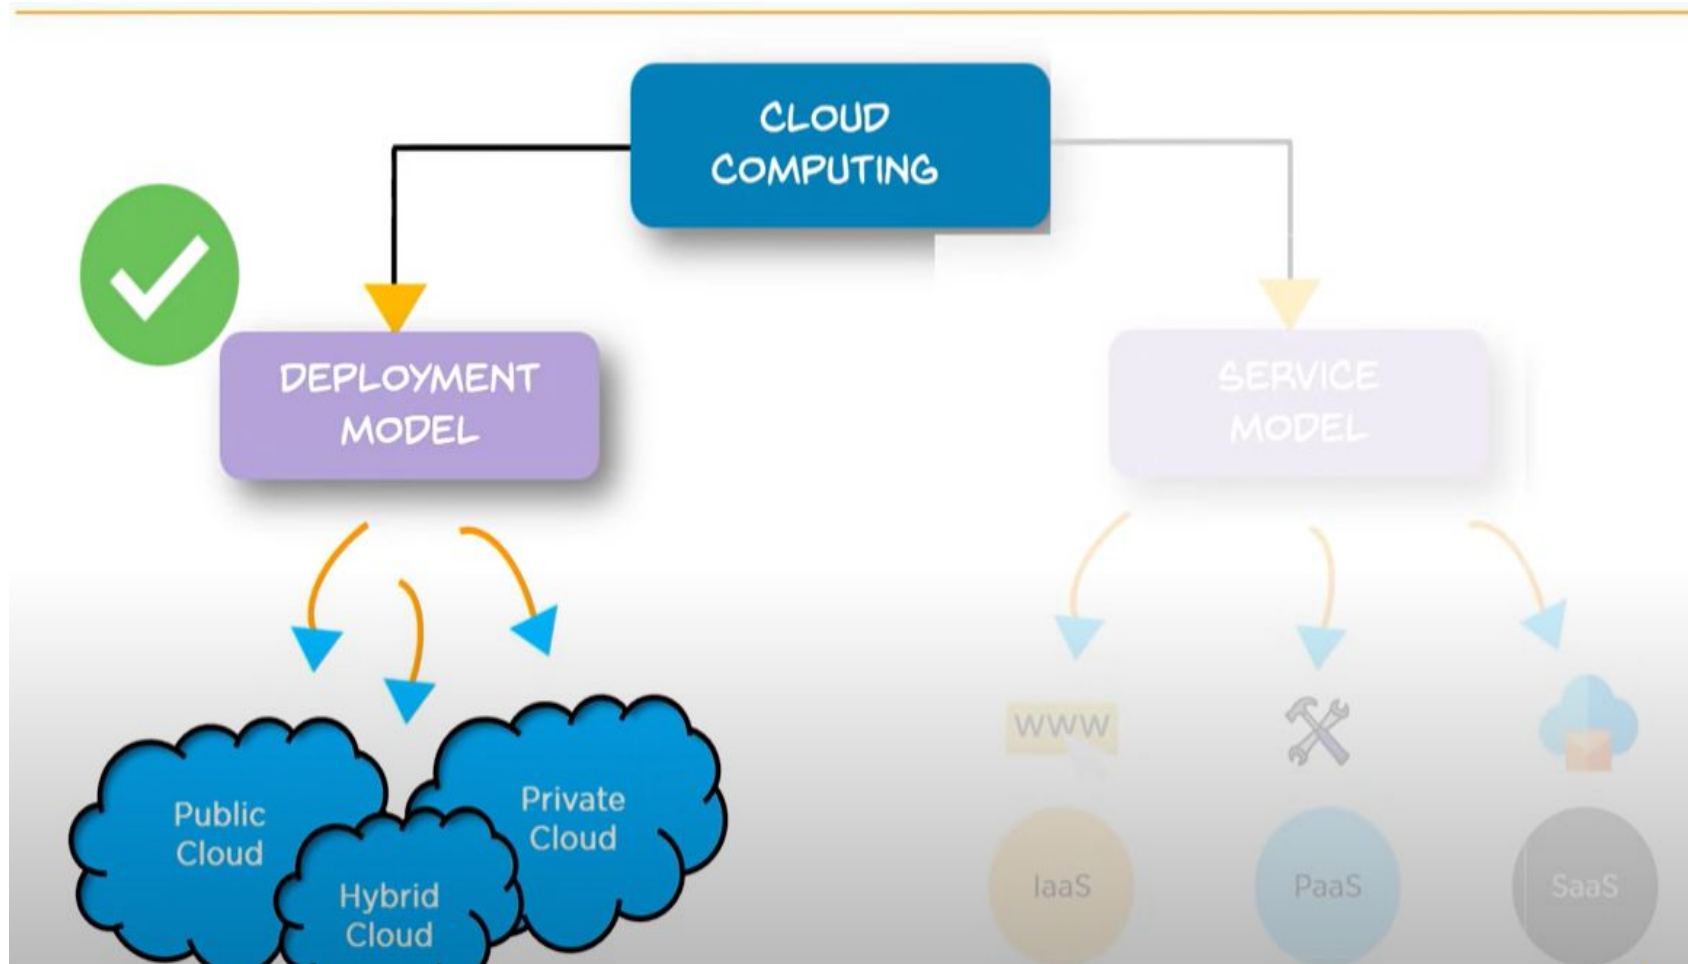 CLOUD
COMPUTING
DEPLOYMENT
MODEL
SERVICE
MODEL
Public
Cloud
Hybrid
Cloud
Private
Cloud
WWW
IaaS
PaaS
SaaS